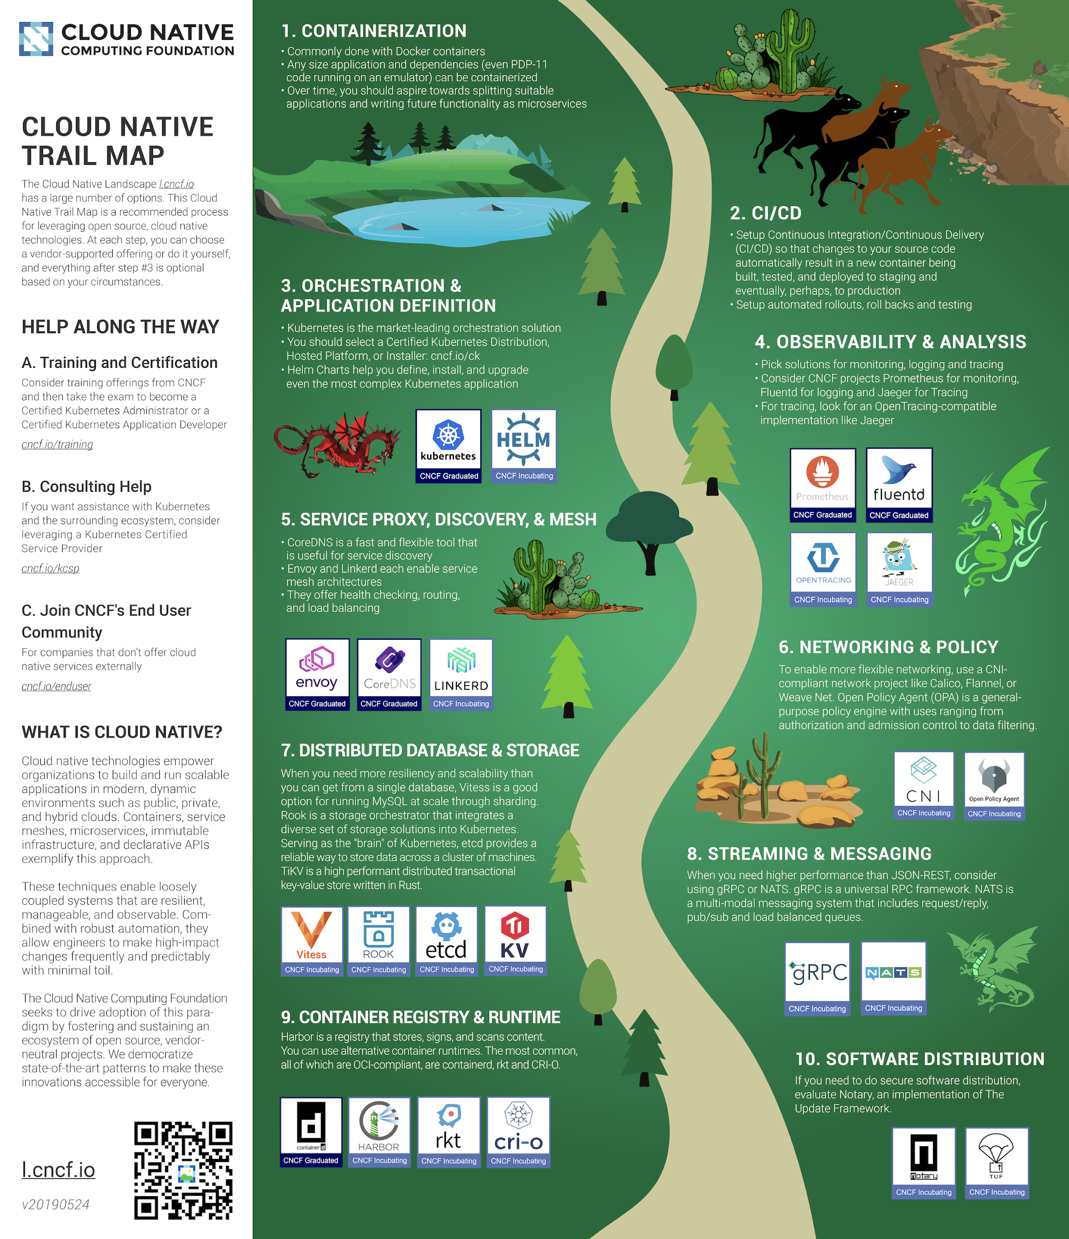 CLOUD NATIVE
COMPUTING FOUNDATION
CLOUD NATIVE
TRAIL MAP
The Cloud Native Landscape l.cncf.io
has a large number of options. This Cloud
Native Trail Map is a recommended process
for leveraging open source, cloud native
technologies. At each step, you can choose
a vendor-supported offering or do it yourself,
and everything after step #3 is optional
based on your circumstances.
HELP ALONG THE WAY
A. Training and Certification
Consider training offerings from CNCF
and then take the exam to become a
Certified Kubernetes Administrator or a
Certified Kubernetes Application Developer
cncf.io/training
B. Consulting Help
If you want assistance with Kubernetes
and the surrounding ecosystem, consider
leveraging a Kubernetes Certified
Service Provider
cncf.io/kcsp
C. Join CNCF's End User
Community
For companies that don't offer cloud
native services externally
cncf.io/enduser
WHAT IS CLOUD NATIVE?
Cloud native technologies empower
organizations to build and run scalable
applications in modern, dynamic
environments such as public, private,
and hybrid clouds. Containers, service
meshes, microservices, immutable
infrastructure, and declarative APIs
exemplify this approach.
These techniques enable loosely
coupled systems that are resilient,
manageable, and observable. Com-
bined with robust automation, they
allow engineers to make high-impact
changes frequently and predictably
with minimal toil.
The Cloud Native Computing Foundation
seeks to drive adoption of this para-
digm by fostering and sustaining an
ecosystem of open source, vendor-
neutral projects. We democratize
state-of-the-art patterns to make these
innovations accessible for everyone.
l.cncf.io
v20190524
1. CONTAINERIZATION
• Commonly done with Docker containers
• Any size application and dependencies (even PDP-11
code running on an emulator) can be containerized
• Over time, you should aspire towards splitting suitable
applications and writing future functionality as microservices
2. CI/CD
• Setup Continuous Integration/Continuous Delivery
(CI/CD) so that changes to your source code
automatically result in a new container being
built, tested, and deployed to staging and
eventually, perhaps, to production
• Setup automated rollouts, roll backs and testing
3. ORCHESTRATION &
APPLICATION DEFINITION
• Kubernetes is the market-leading orchestration solution
• You should select a Certified Kubernetes Distribution,
Hosted Platform, or Installer: cncf.io/ck
• Helm Charts help you define, install, and upgrade
even the most complex Kubernetes application
kubernetes
CNCF Graduated
HELM
CNCF Incubating
4. OBSERVABILITY & ANALYSIS
• Pick solutions for monitoring, logging and tracing
• Consider CNCF projects Prometheus for monitoring,
Fluentd for logging and Jaeger for Tracing
• For tracing, look for an OpenTracing-compatible
implementation like Jaeger
Prometheus
CNCF Graduated
fluentd
CNCF Graduated
OPENTRACING
CNCF Incubating
JAEGER
CNCF Incubating
5. SERVICE PROXY, DISCOVERY, & MESH
• CoreDNS is a fast and flexible tool that
is useful for service discovery
• Envoy and Linkerd each enable service
mesh architectures
• They offer health checking, routing,
and load balancing
envoy
CNCF Graduated
CoreDNS
CNCF Graduated
LINKERD
CNCF Incubating
6. NETWORKING & POLICY
To enable more flexible networking, use a CNI-
compliant network project like Calico, Flannel, or
Weave Net. Open Policy Agent (OPA) is a general-
purpose policy engine with uses ranging from
authorization and admission control to data filtering.
CNI
CNCF Incubating
Open Policy Agent
CNCF Incubating
7. DISTRIBUTED DATABASE & STORAGE
When you need more resiliency and scalability than
you can get from a single database, Vitess is a good
option for running MySQL at scale through sharding.
Rook is a storage orchestrator that integrates a
diverse set of storage solutions into Kubernetes.
Serving as the "brain" of Kubernetes, etcd provides a
reliable way to store data across a cluster of machines.
TiKV is a high performant distributed transactional
key-value store written in Rust.
Vitess
CNCF Incubating
ROOK
CNCF Incubating
etcd
CNCF Incubating
TI
KV
CNCF Incubating
8. STREAMING & MESSAGING
When you need higher performance than JSON-REST, consider
using gRPC or NATS. gRPC is a universal RPC framework. NATS is
a multi-modal messaging system that includes request/reply,
pub/sub and load balanced queues.
gRPC
CNCF Incubating
NATS
CNCF Incubating
9. CONTAINER REGISTRY & RUNTIME
Harbor is a registry that stores, signs, and scans content.
You can use alternative container runtimes. The most common,
all of which are OCI-compliant, are containerd, rkt and CRI-O.
containerd
CNCF Graduated
HARBOR
CNCF Incubating
rkt
CNCF Incubating
cri-o
CNCF Incubating
10. SOFTWARE DISTRIBUTION
If you need to do secure software distribution,
evaluate Notary, an implementation of The
Update Framework.
notary
CNCF Incubating
TUF
CNCF Incubating